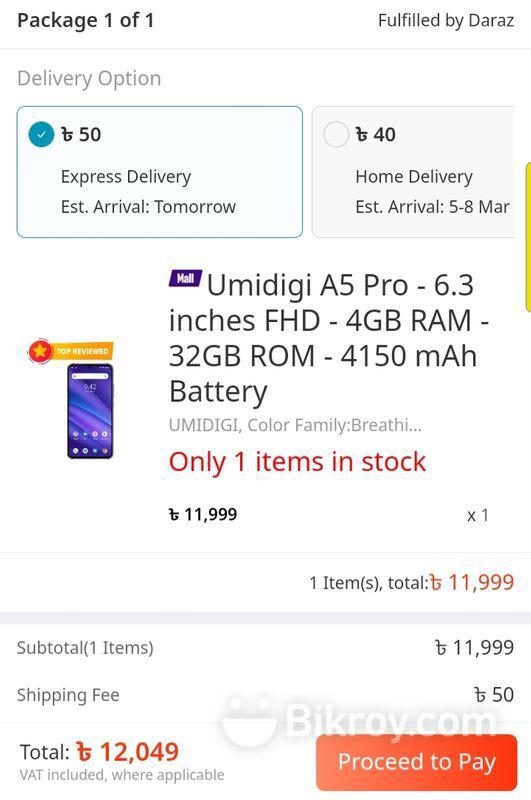 Package 1 of 1
Fulfilled by Daraz
Delivery Option
৳ 50
Express Delivery
Est. Arrival: Tomorrow
৳ 40
Home Delivery
Est. Arrival: 5-8 Mar
Mall Umidigi A5 Pro - 6.3
inches FHD - 4GB RAM -
32GB ROM - 4150 mAh
Battery
TOP REVIEWED
9:42
UMIDIGI, Color Family:Breathi...
Only 1 items in stock
৳ 11,999
x 1
1 Item(s), total:৳ 11,999
Subtotal(1 Items)
৳ 11,999
Shipping Fee
৳ 50
Bikroy.com
Total: ৳ 12,049
VAT included, where applicable
Proceed to Pay